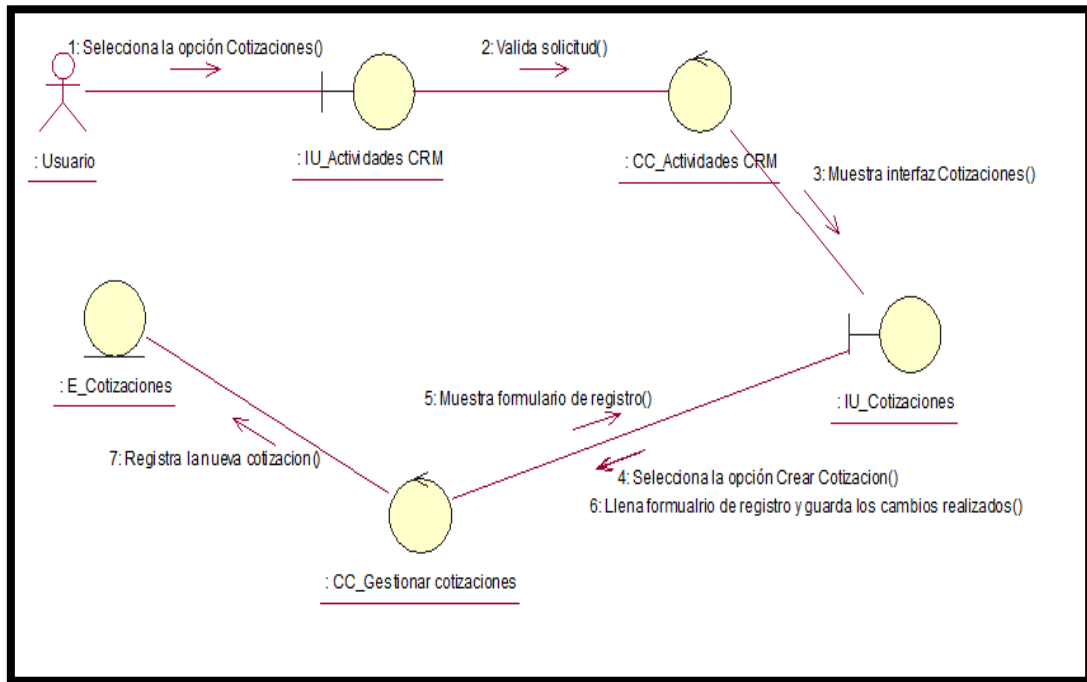 1: Selecciona la opción Cotizaciones()
2: Valida solicitud()
: Usuario
: IU_Actividades CRM
: CC_Actividades CRM
3: Muestra interfaz Cotizaciones()
: E_Cotizaciones
5: Muestra formulario de registro()
: IU_Cotizaciones
7: Registra la nueva cotizacion()
4: Selecciona la opción Crear Cotizacion()
6: Llena formualrio de registro y guarda los cambios realizados()
: CC_Gestionar cotizaciones